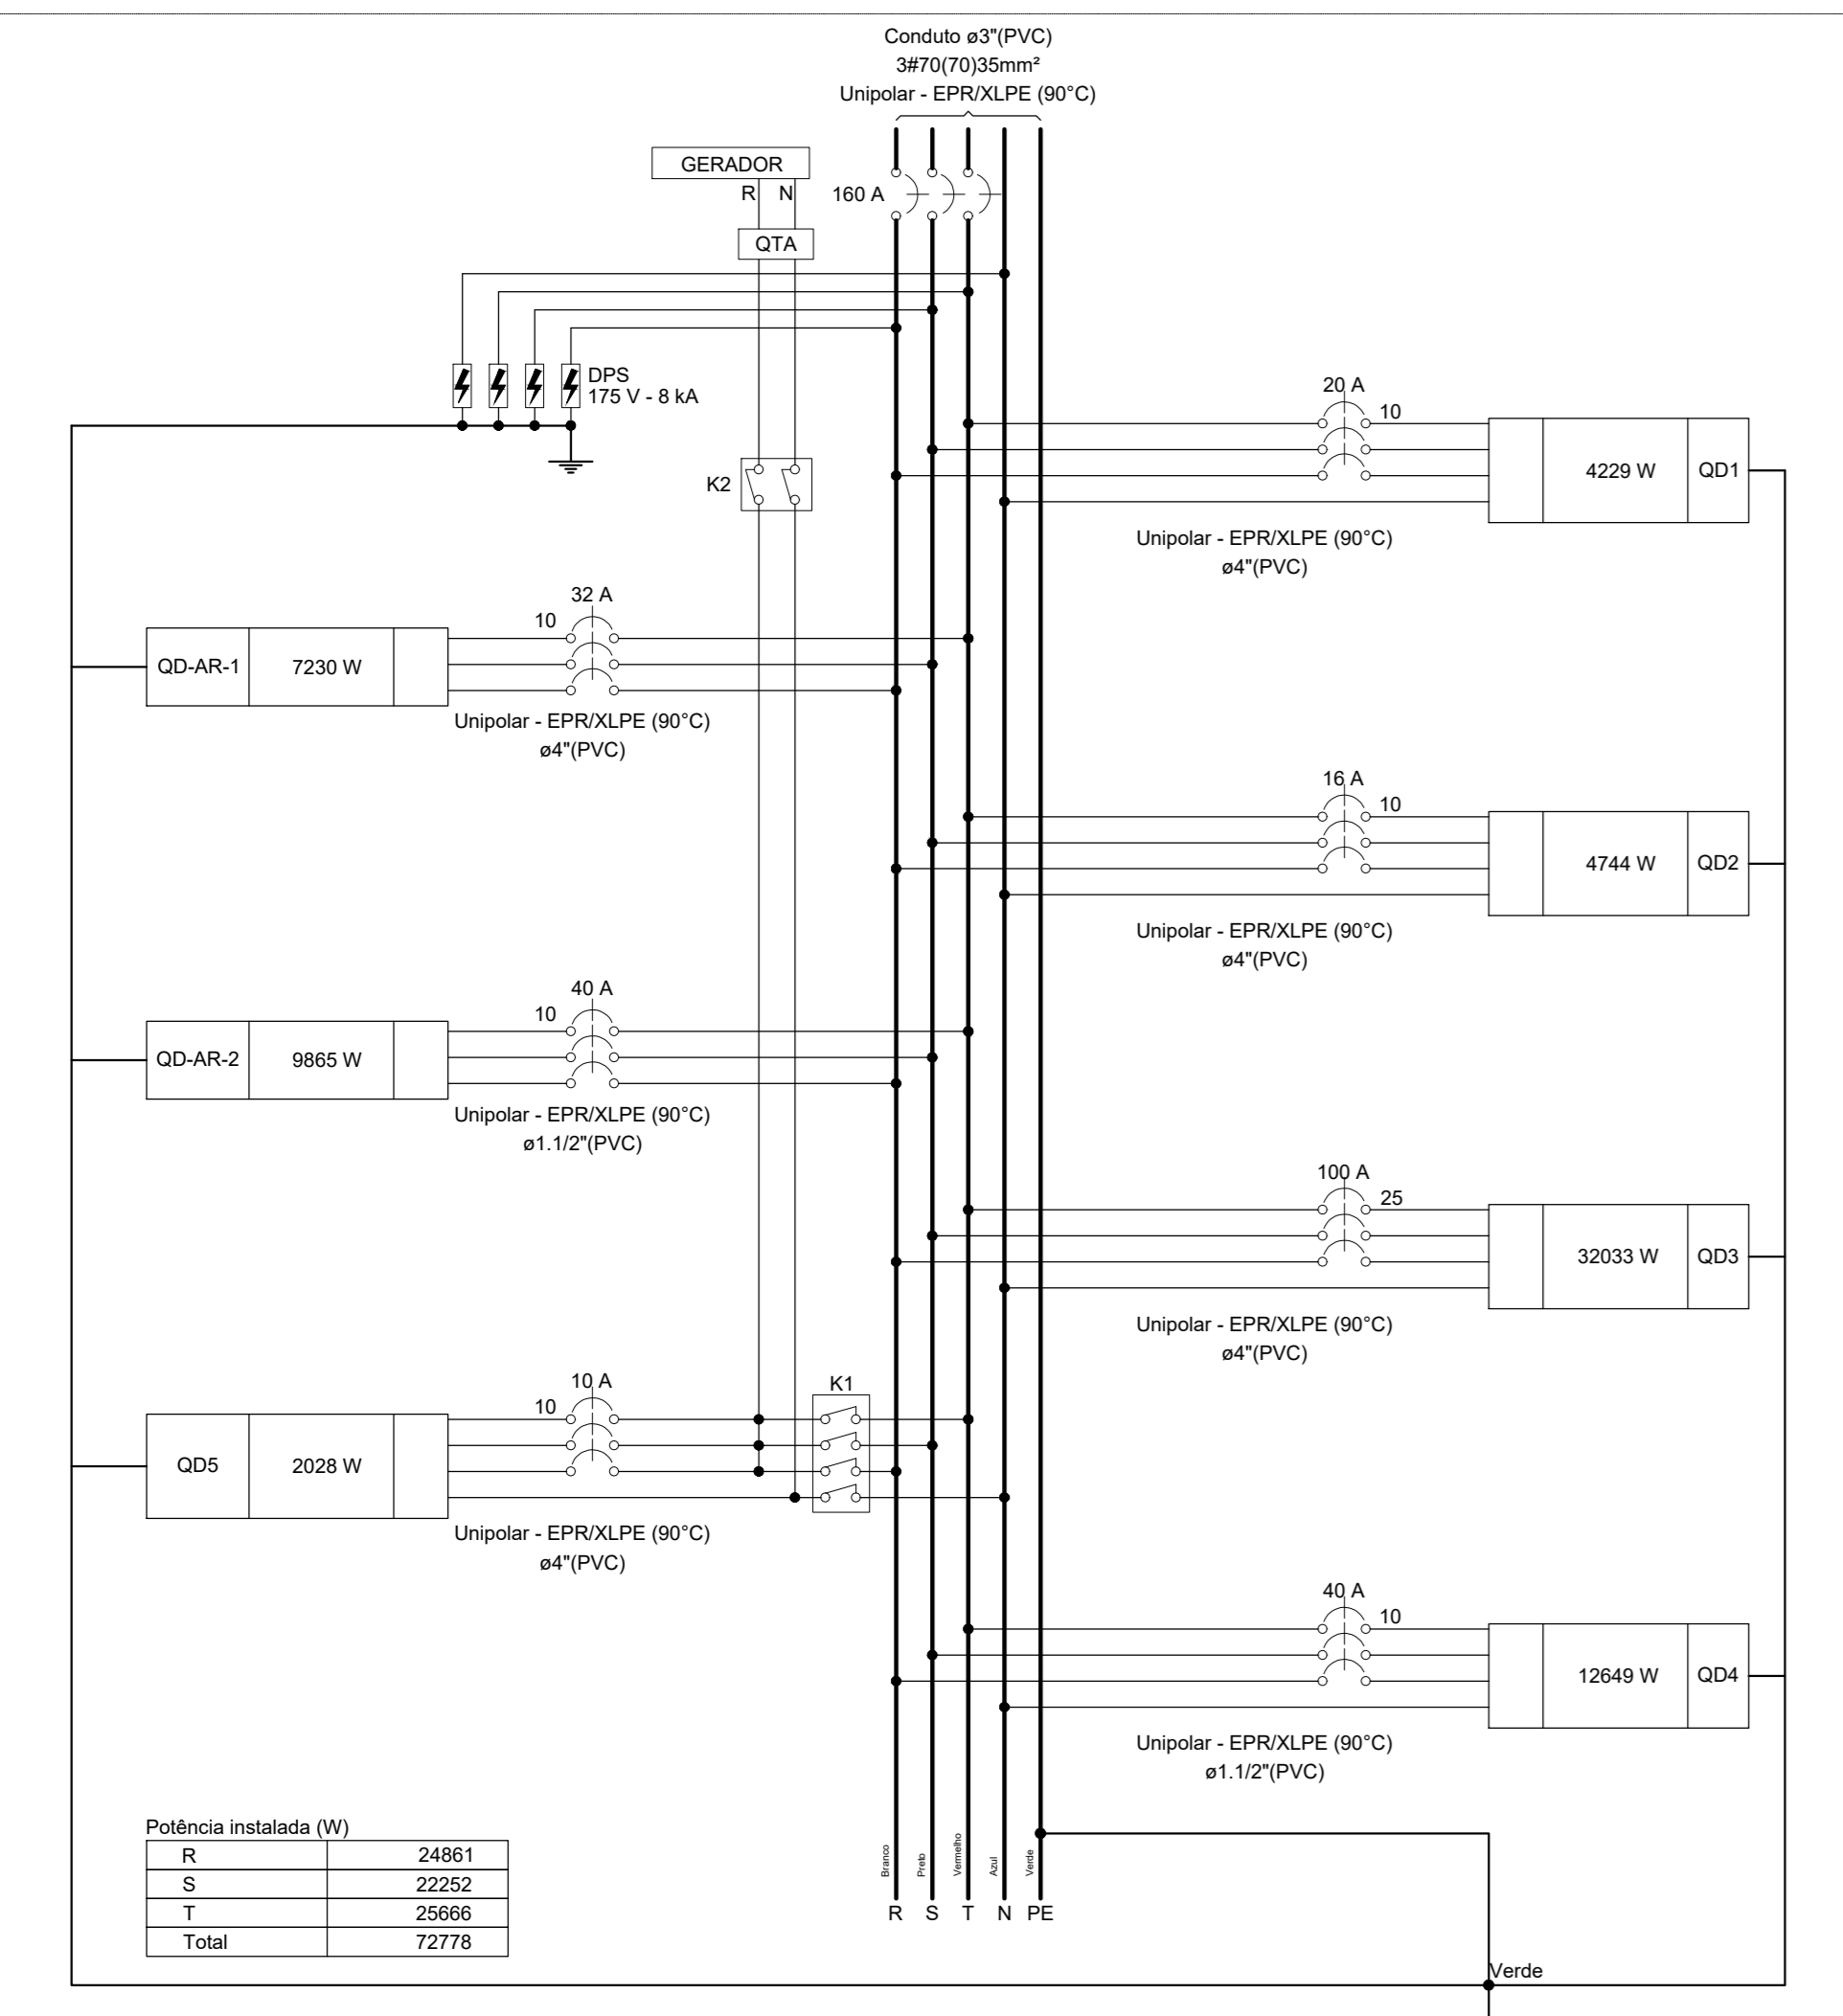 Conduto ø3"(PVC)
3#70(70)35mm²
Unipolar - EPR/XLPE (90°C)
GERADOR
R N
160 A
QTA
DPS
175 V - 8 kA
20 A
10
4229 W QD1
K2
Unipolar - EPR/XLPE (90°C)
ø4"(PVC)
32 A
10
QD-AR-1 7230 W
Unipolar - EPR/XLPE (90°C)
ø4"(PVC)
16 A
10
4744 W QD2
Unipolar - EPR/XLPE (90°C)
ø4"(PVC)
40 A
10
QD-AR-2 9865 W
Unipolar - EPR/XLPE (90°C)
ø1.1/2"(PVC)
100 A
25
32033 W QD3
Unipolar - EPR/XLPE (90°C)
ø4"(PVC)
10 A
K1
10
QD5 2028 W
Unipolar - EPR/XLPE (90°C)
ø4"(PVC)
40 A
10
12649 W QD4
Unipolar - EPR/XLPE (90°C)
ø1.1/2"(PVC)
Potência instalada (W)
R 24861
S 22252
T 25666
Total 72778
Branco
Preto
Vermelho
Azul
Verde
R S T N PE
Verde